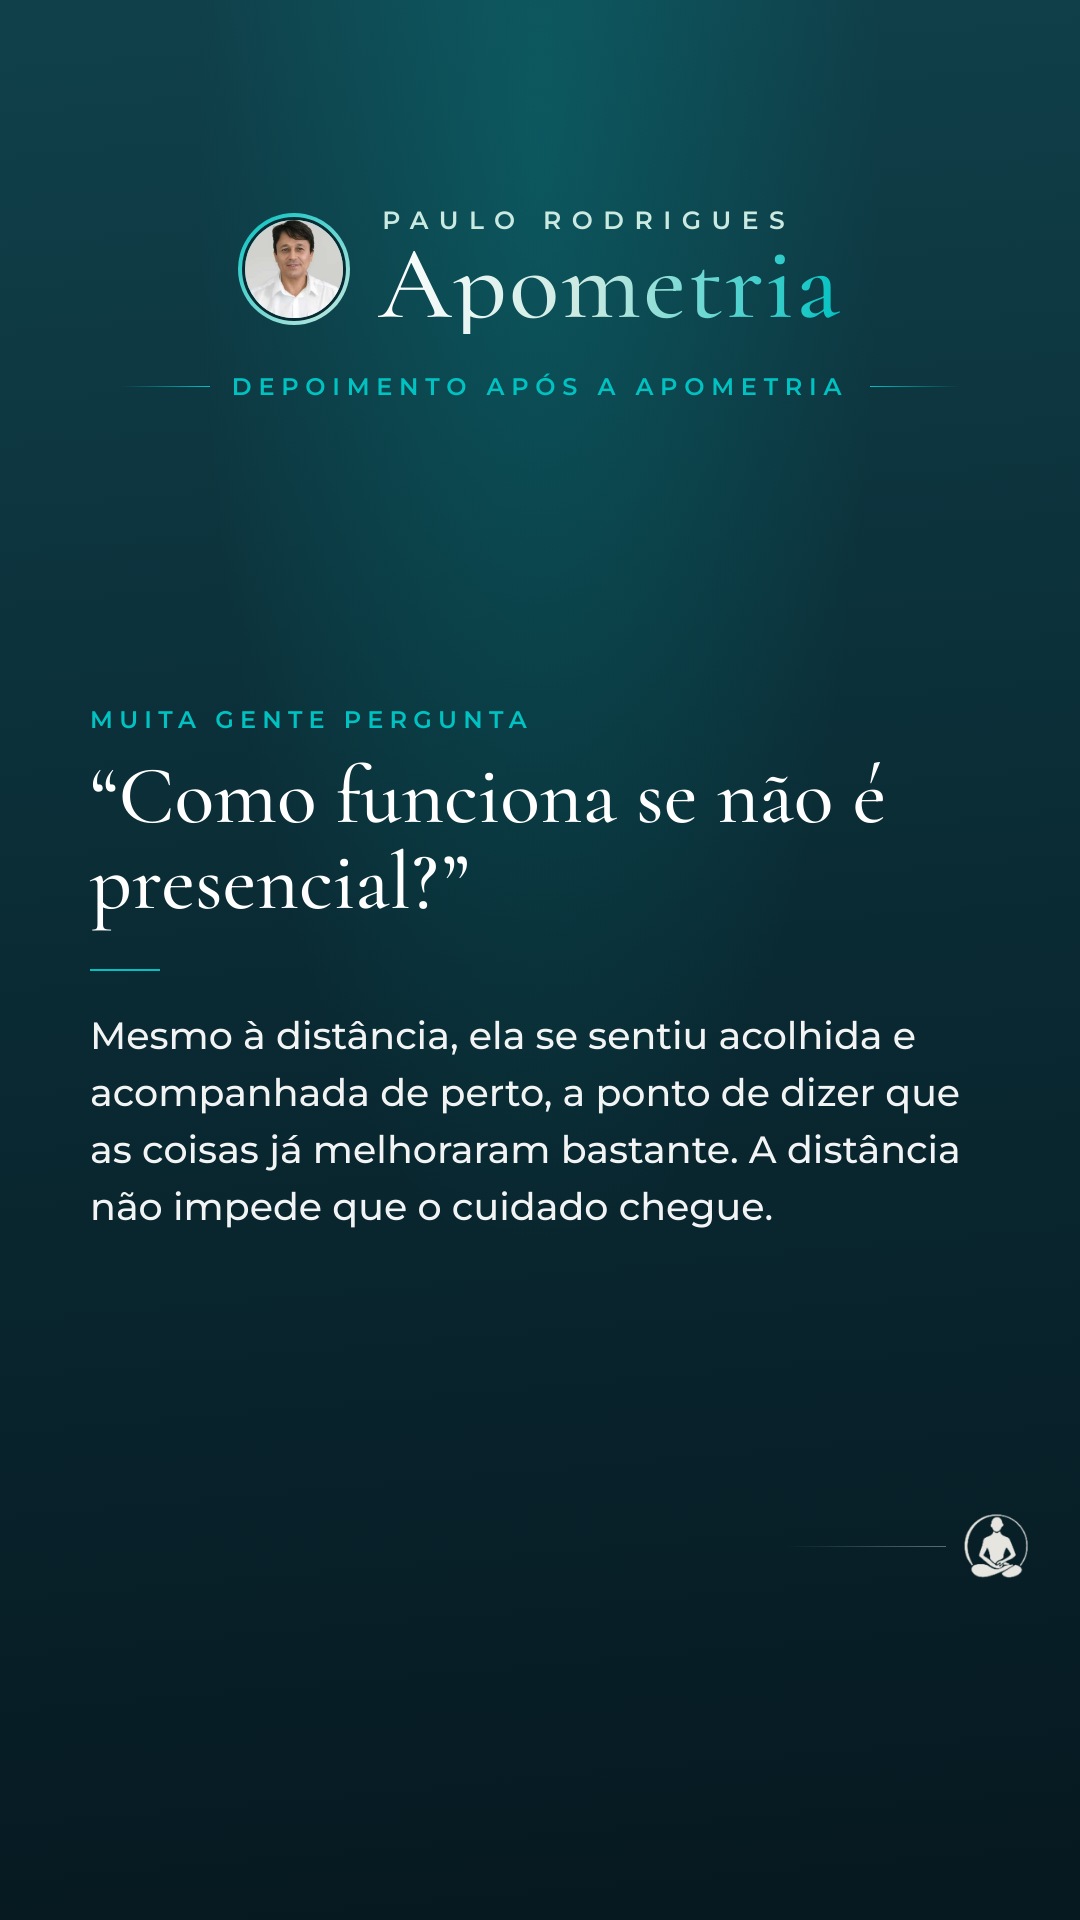 PAULO RODRIGUES
Apometria
DEPOIMENTO APÓS A APOMETRIA
MUITA GENTE PERGUNTA
“Como funciona se não é
presencial?”
Mesmo à distância, ela se sentiu acolhida e
acompanhada de perto, a ponto de dizer que
as coisas já melhoraram bastante. A distância
não impede que o cuidado chegue.